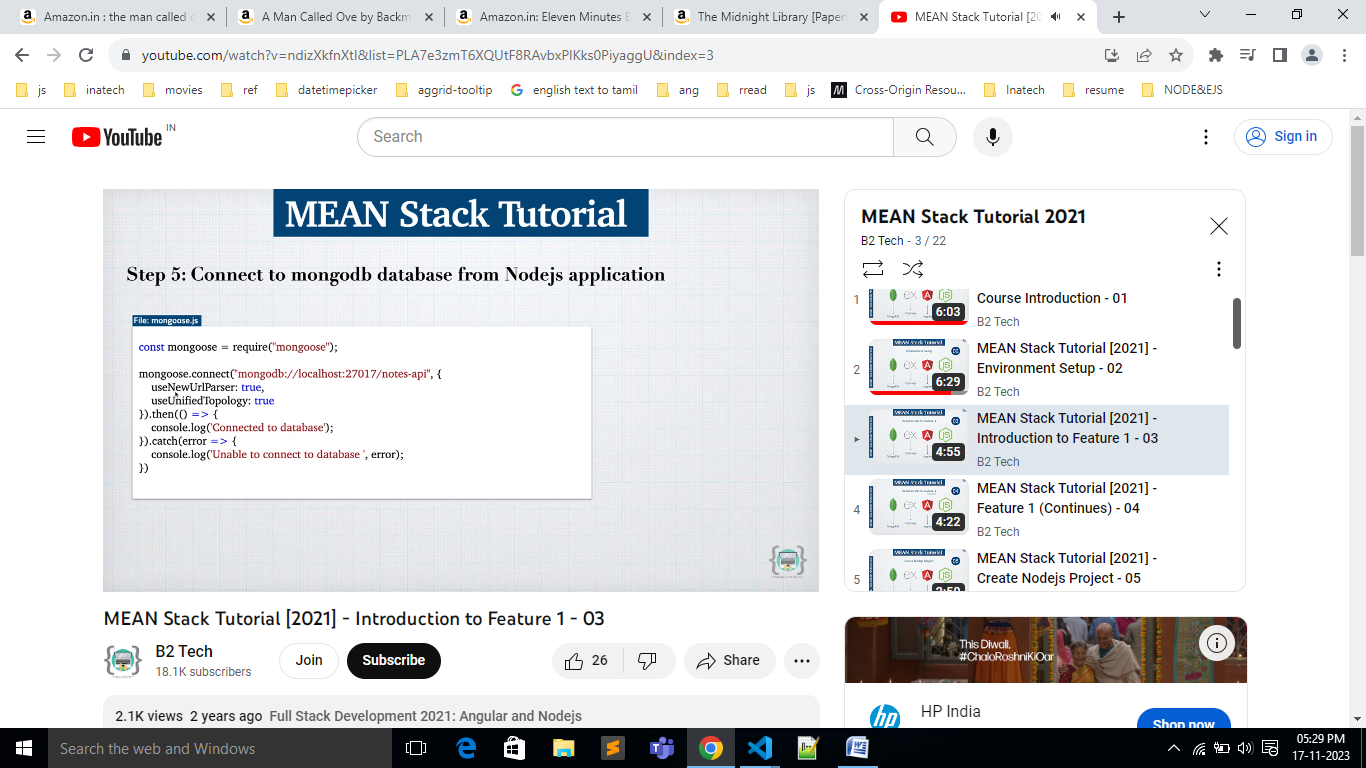 Amazon.in : the man called o
A Man Called Ove by Backm
Amazon.in: Eleven Minutes B
The Midnight Library [Paper
MEAN Stack Tutorial [20
youtube.com/watch?v=ndizXkfnXtI&list=PLA7e3zmT6XQUtF8RAvbxPlKks0PiyaggU&index=3
js
inatech
movies
ref
datetimepicker
aggrid-tooltip
english text to tamil
ang
rread
js
Cross-Origin Resou...
Inatech
resume
NODE&EJS
YouTube IN
Search
Sign in
MEAN Stack Tutorial
Step 5: Connect to mongodb database from Nodejs application
File: mongoose.js
const mongoose = require("mongoose");
mongoose.connect("mongodb://localhost:27017/notes-api", {
useNewUrlParser: true,
useUnifiedTopology: true
}).then(() => {
console.log('Connected to database');
}).catch(error => {
console.log('Unable to connect to database ', error);
})
MEAN Stack Tutorial [2021] - Introduction to Feature 1 - 03
B2 Tech
18.1K subscribers
Join
Subscribe
26
Share
2.1K views 2 years ago Full Stack Development 2021: Angular and Nodejs
MEAN Stack Tutorial 2021
B2 Tech - 3 / 22
1
6:03
Course Introduction - 01
B2 Tech
2
6:29
MEAN Stack Tutorial [2021] -
Environment Setup - 02
B2 Tech
4:55
MEAN Stack Tutorial [2021] -
Introduction to Feature 1 - 03
B2 Tech
4
4:22
MEAN Stack Tutorial [2021] -
Feature 1 (Continues) - 04
B2 Tech
5
MEAN Stack Tutorial [2021] -
Create Nodejs Project - 05
This Diwali,
#ChaloRoshniKiOar
hp
HP India
Shop now
Search the web and Windows
05:29 PM
17-11-2023